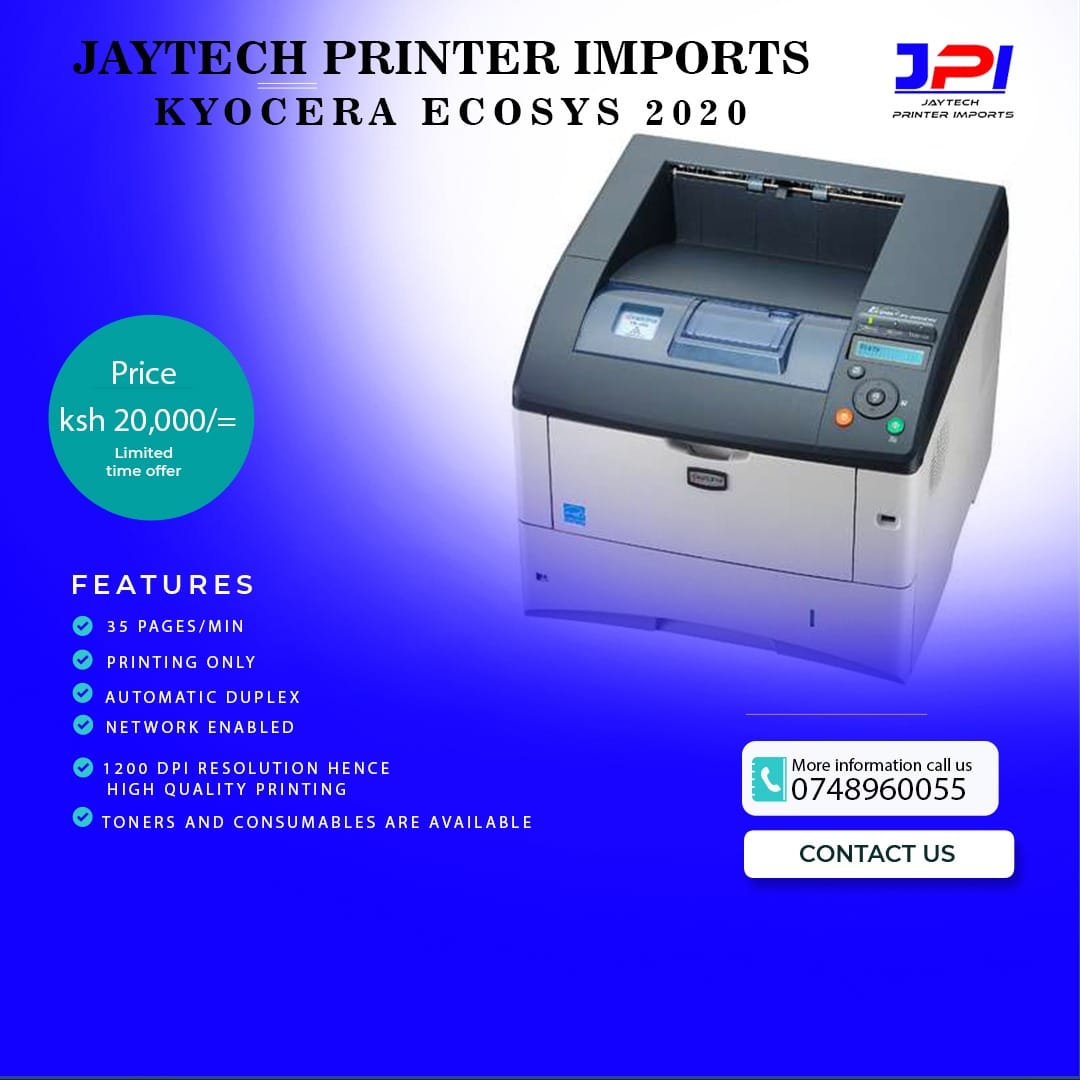 JAYTECH PRINTER IMPORTS
KYOCERA ECOSYS 2020
JPI
JAYTECH
PRINTER IMPORTS
Price
ksh 20,000/=
Limited
time offer
FEATURES
35 PAGES/MIN
PRINTING ONLY
AUTOMATIC DUPLEX
NETWORK ENABLED
1200 DPI RESOLUTION HENCE
HIGH QUALITY PRINTING
TONERS AND CONSUMABLES ARE AVAILABLE
More information call us
0748960055
CONTACT US